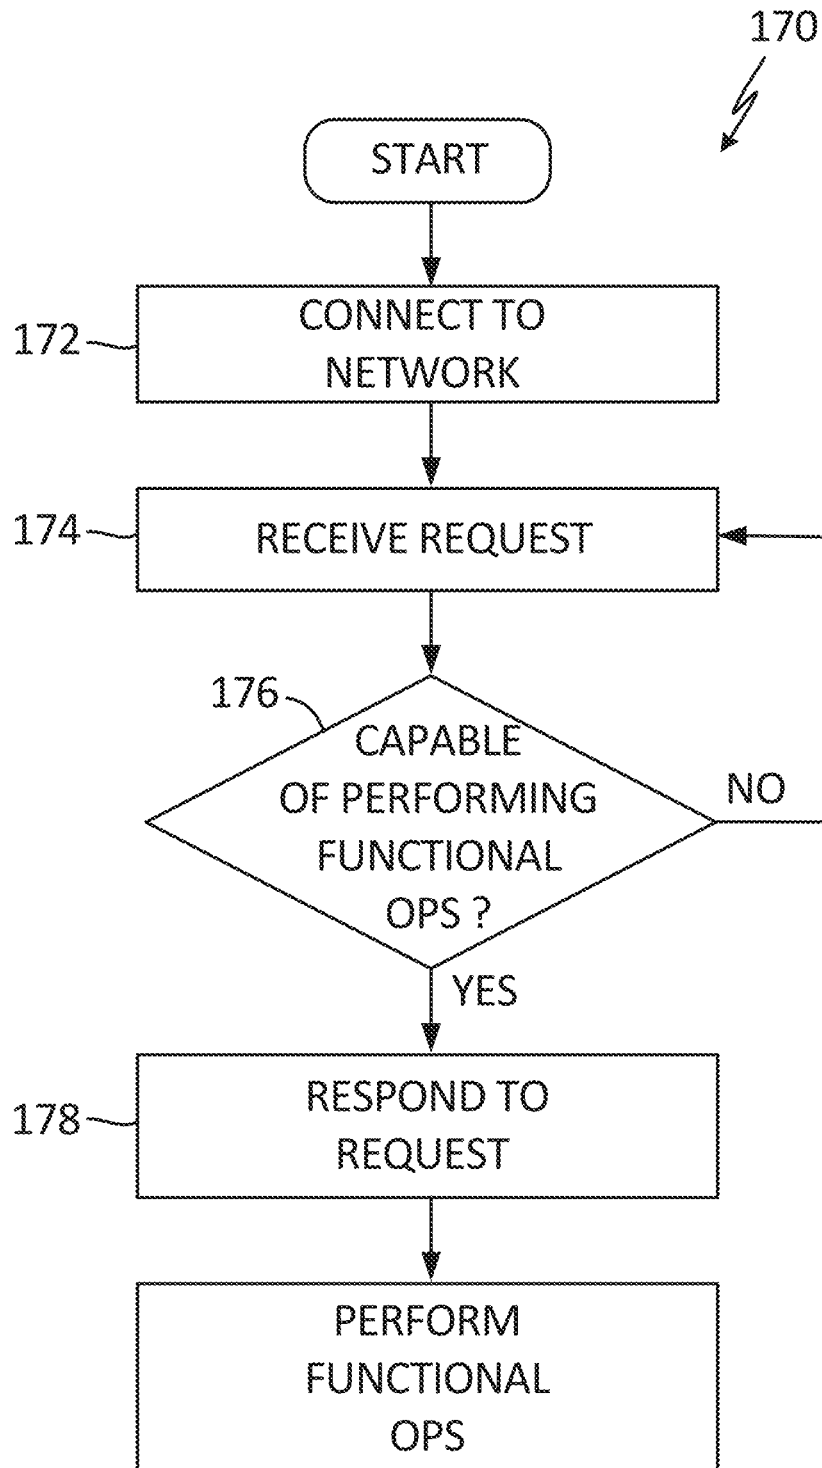 170
START
172
CONNECT TO
NETWORK
174
RECEIVE REQUEST
176
CAPABLE
OF PERFORMING
FUNCTIONAL
OPS ?
NO
YES
178
RESPOND TO
REQUEST
PERFORM
FUNCTIONAL
OPS